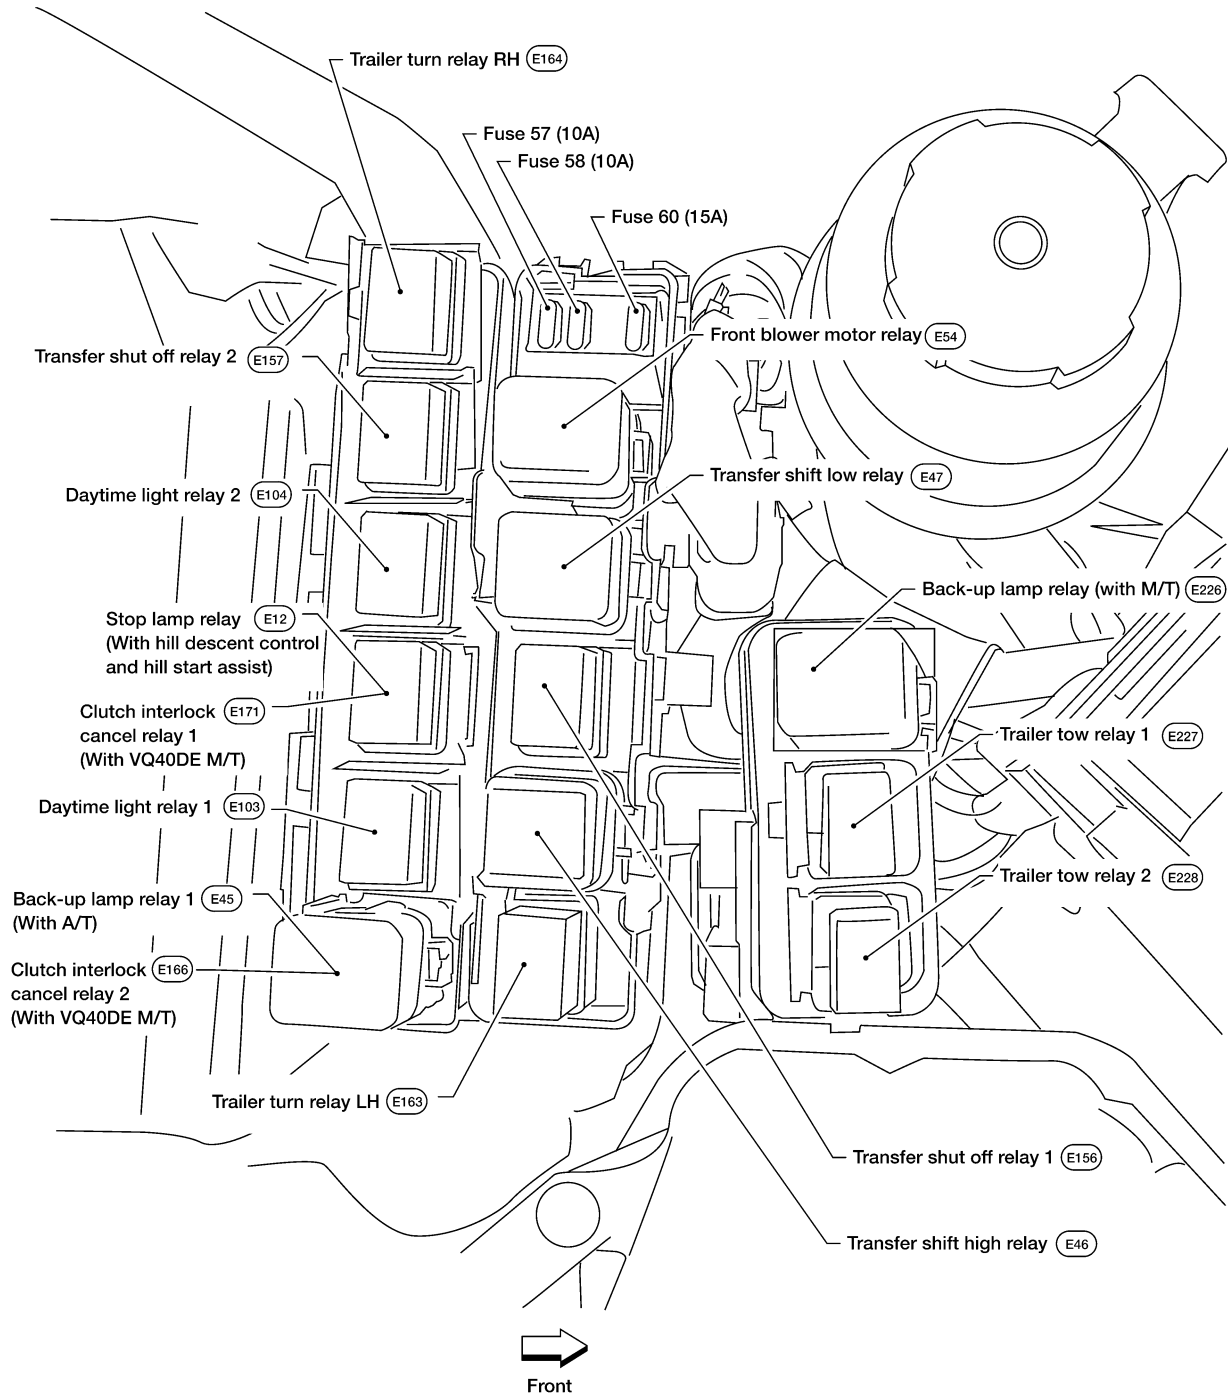 Trailer turn relay RH E164
Fuse 57 (10A)
Fuse 58 (10A)
Fuse 60 (15A)
Front blower motor relay E54
Transfer shut off relay 2 E157
Transfer shift low relay E47
Daytime light relay 2 E104
Back-up lamp relay (with M/T) E226
Stop lamp relay E12
(With hill descent control
and hill start assist)
Clutch interlock E171
cancel relay 1
(With VQ40DE M/T)
Trailer tow relay 1 E227
Daytime light relay 1 E103
Trailer tow relay 2 E228
Back-up lamp relay 1 E45
(With A/T)
Clutch interlock E166
cancel relay 2
(With VQ40DE M/T)
Trailer turn relay LH E163
Transfer shut off relay 1 E156
Transfer shift high relay E46
Front